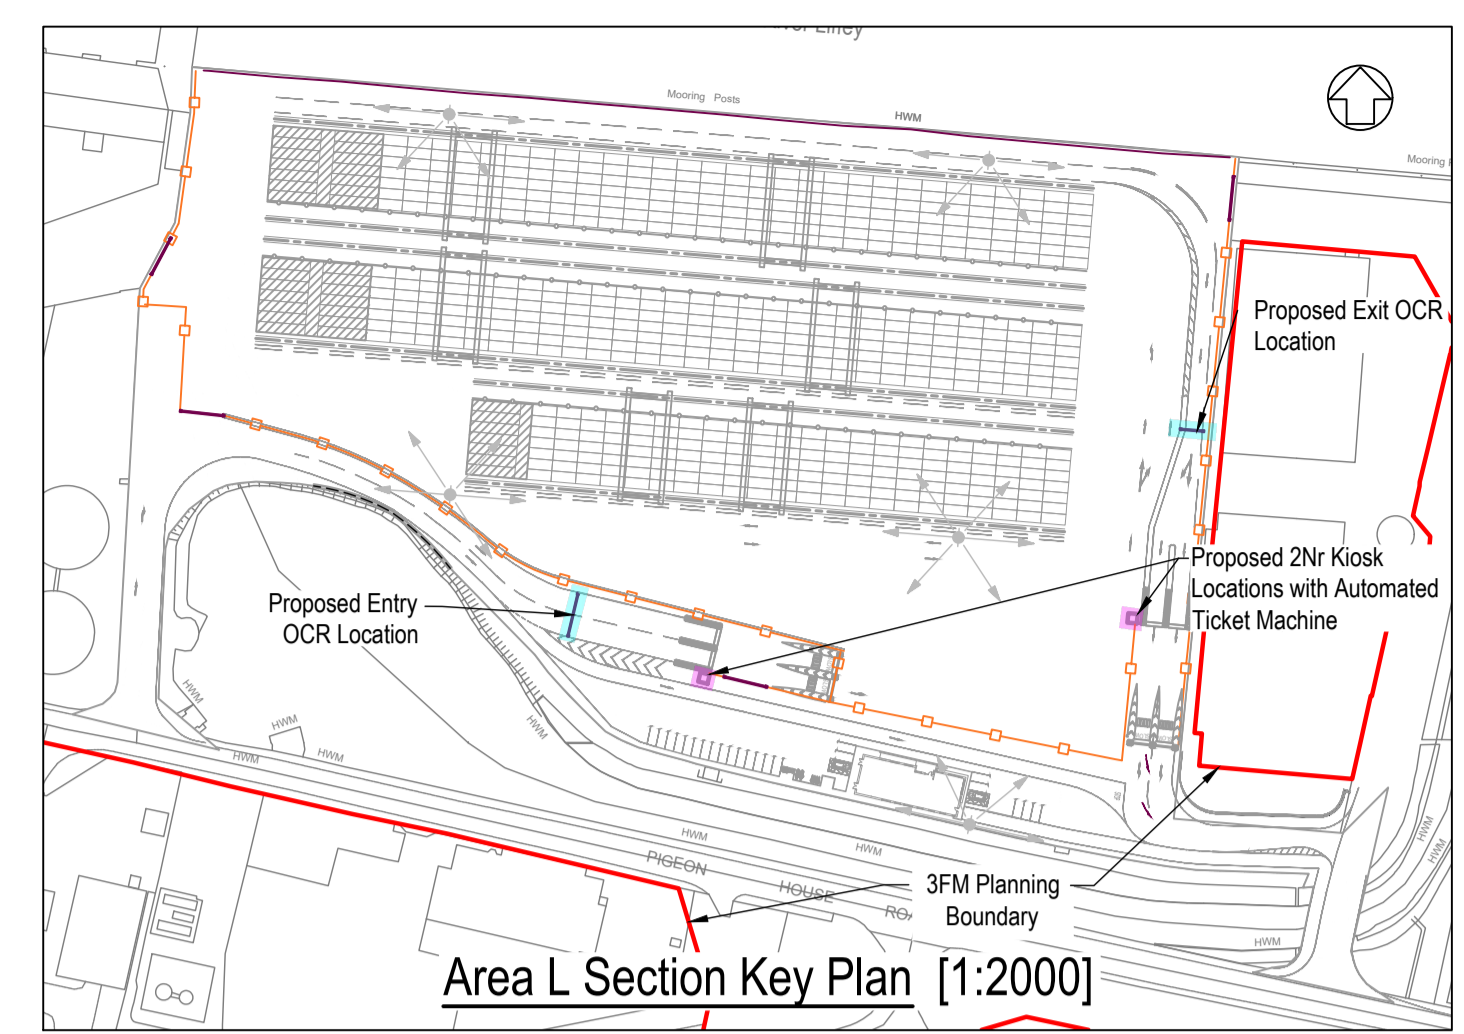 Liffey
Mooring Posts
HWM
Mooring
Proposed Exit OCR
Location
Proposed 2Nr Kiosk
Locations with Automated
Ticket Machine
Proposed Entry
OCR Location
HWM
HWM
HWM
HWM
HWM
HWM
HWM
HWM
HWM
HWM
PIGEON HOUSE
3FM Planning
Boundary
Area L Section Key Plan [1:2000]